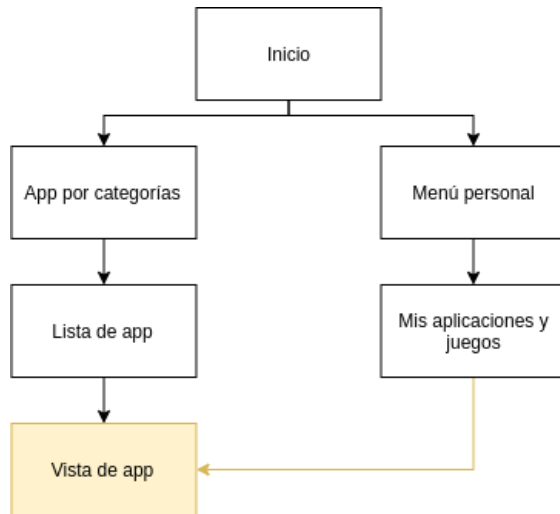 Inicio
App por categorías
Menú personal
Lista de app
Mis aplicaciones y
juegos
Vista de app